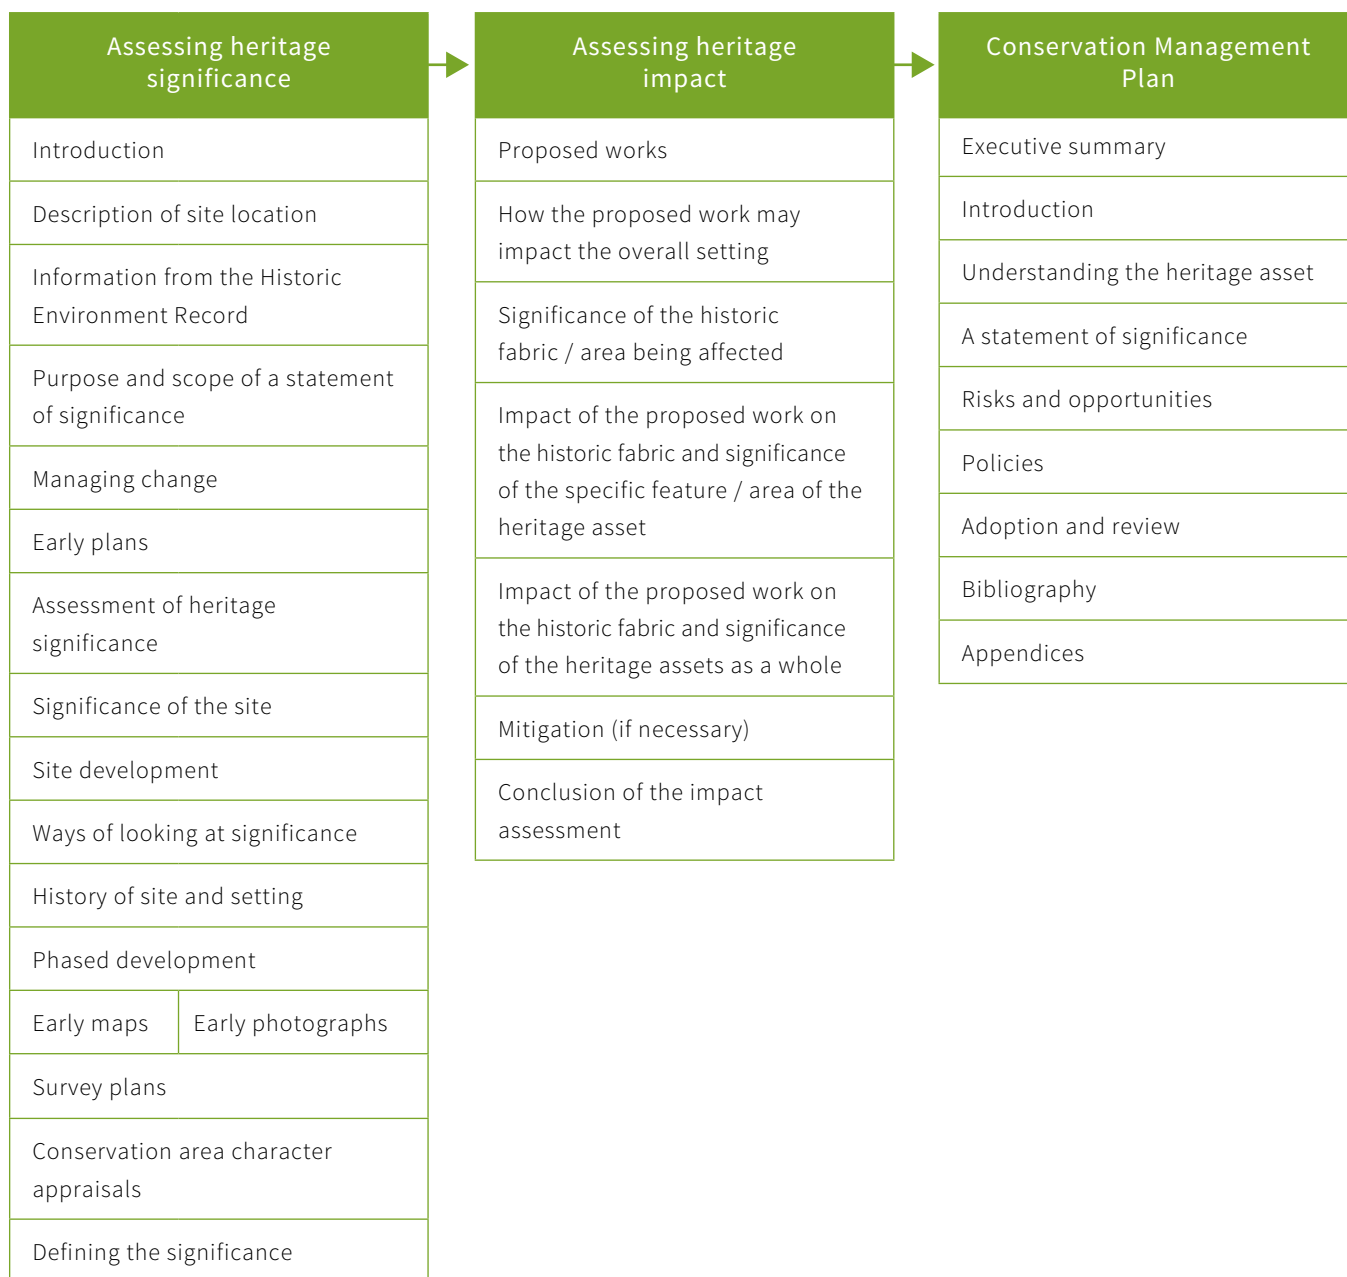 Assessing heritage
significance
Introduction
Description of site location
Information from the Historic
Environment Record
Purpose and scope of a statement
of significance
Managing change
Early plans
Assessment of heritage
significance
Significance of the site
Site development
Ways of looking at significance
History of site and setting
Phased development
Early maps
Early photographs
Survey plans
Conservation area character
appraisals
Defining the significance
Assessing heritage
impact
Proposed works
How the proposed work may
impact the overall setting
Significance of the historic
fabric / area being affected
Impact of the proposed work on
the historic fabric and significance
of the specific feature / area of the
heritage asset
Impact of the proposed work on
the historic fabric and significance
of the heritage assets as a whole
Mitigation (if necessary)
Conclusion of the impact
assessment
Conservation Management
Plan
Executive summary
Introduction
Understanding the heritage asset
A statement of significance
Risks and opportunities
Policies
Adoption and review
Bibliography
Appendices